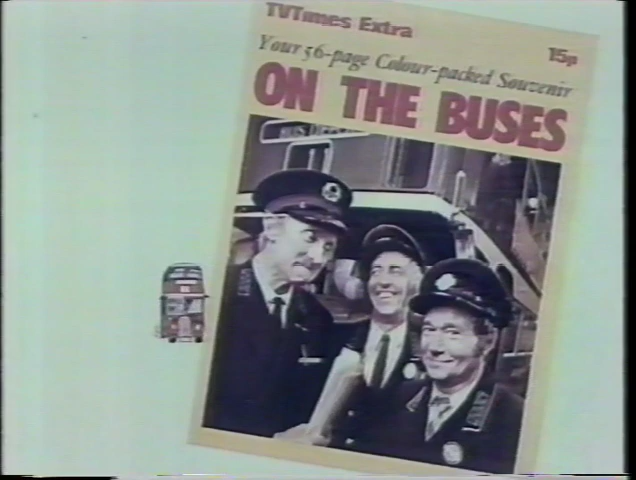 TVTimes Extra
15p
Your 56-page Colour-packed Souvenir
ON THE BUSES